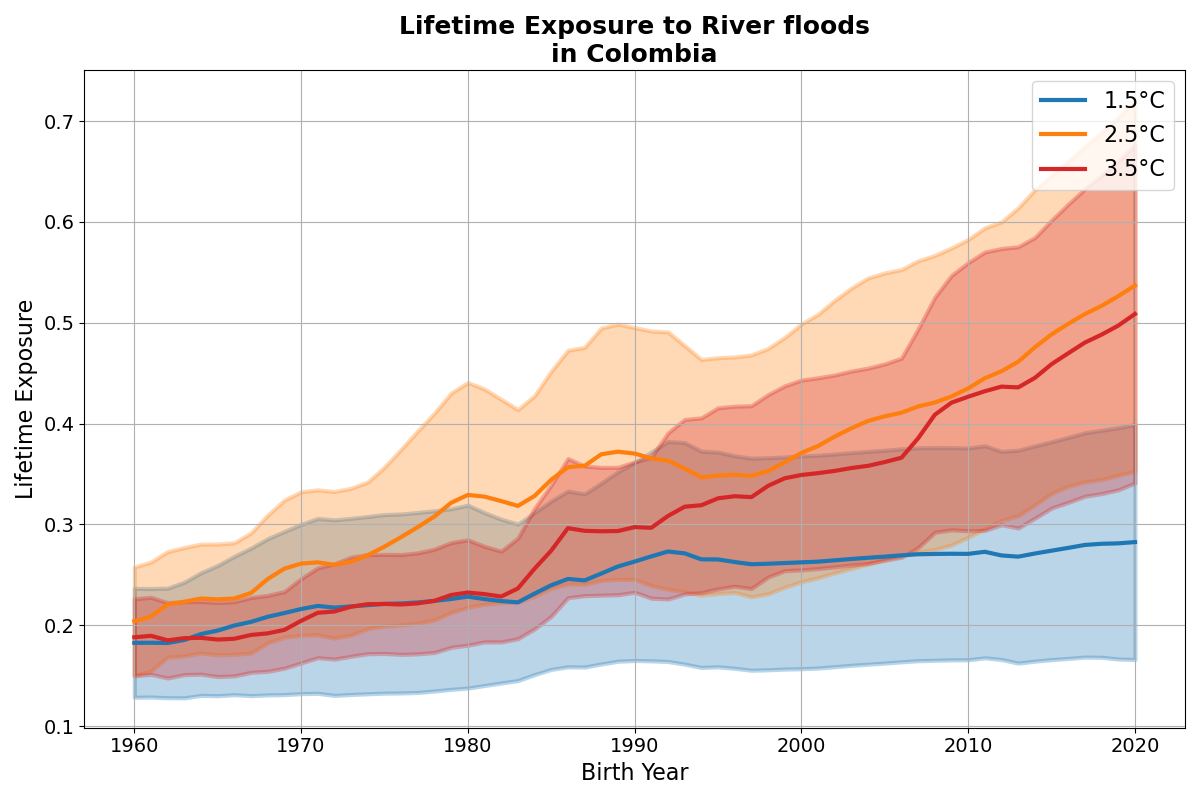 Lifetime Exposure to River floods
in Colombia
1.5°C
2.5°C
3.5°C
Lifetime Exposure
0.7
0.6
0.5
0.4
0.3
0.2
0.1
1960 1970 1980 1990 2000 2010 2020
Birth Year